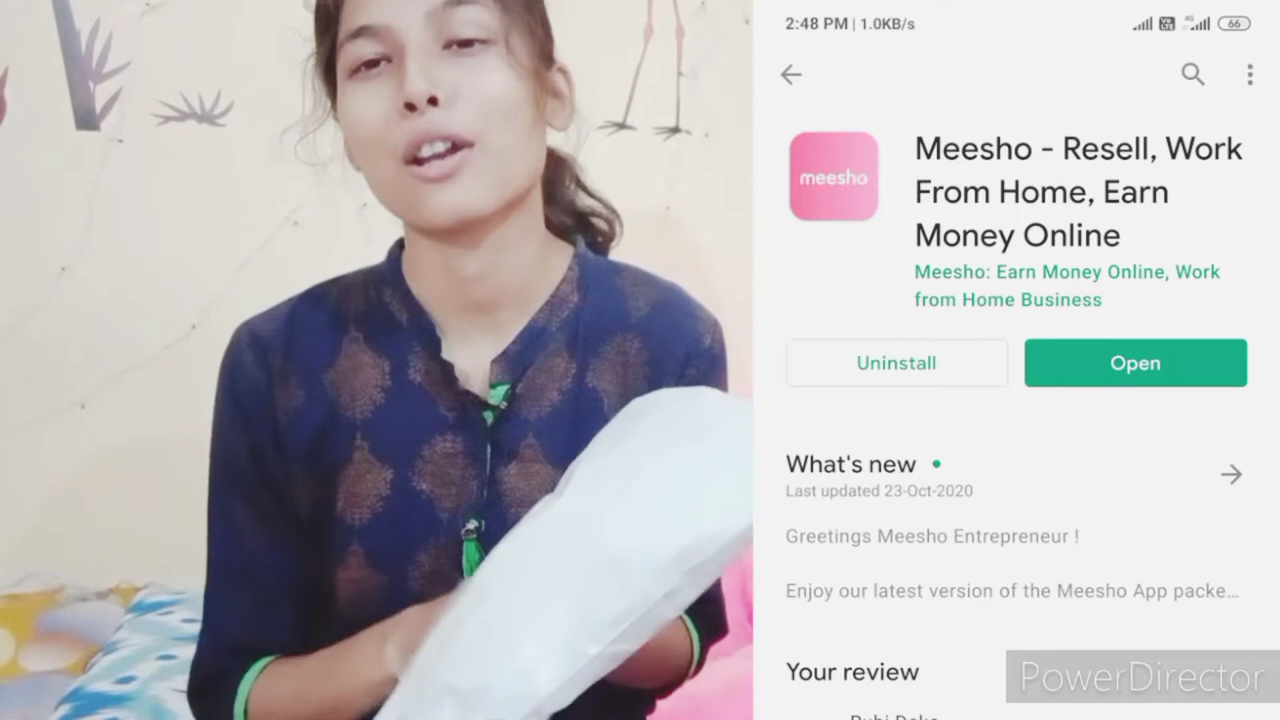 2:48 PM | 1.0KB/s
66
meesho
Meesho - Resell, Work
From Home, Earn
Money Online
Meesho: Earn Money Online, Work
from Home Business
Uninstall
Open
What's new
Last updated 23-Oct-2020
Greetings Meesho Entrepreneur !
Enjoy our latest version of the Meesho App packe...
Your review
PowerDirector